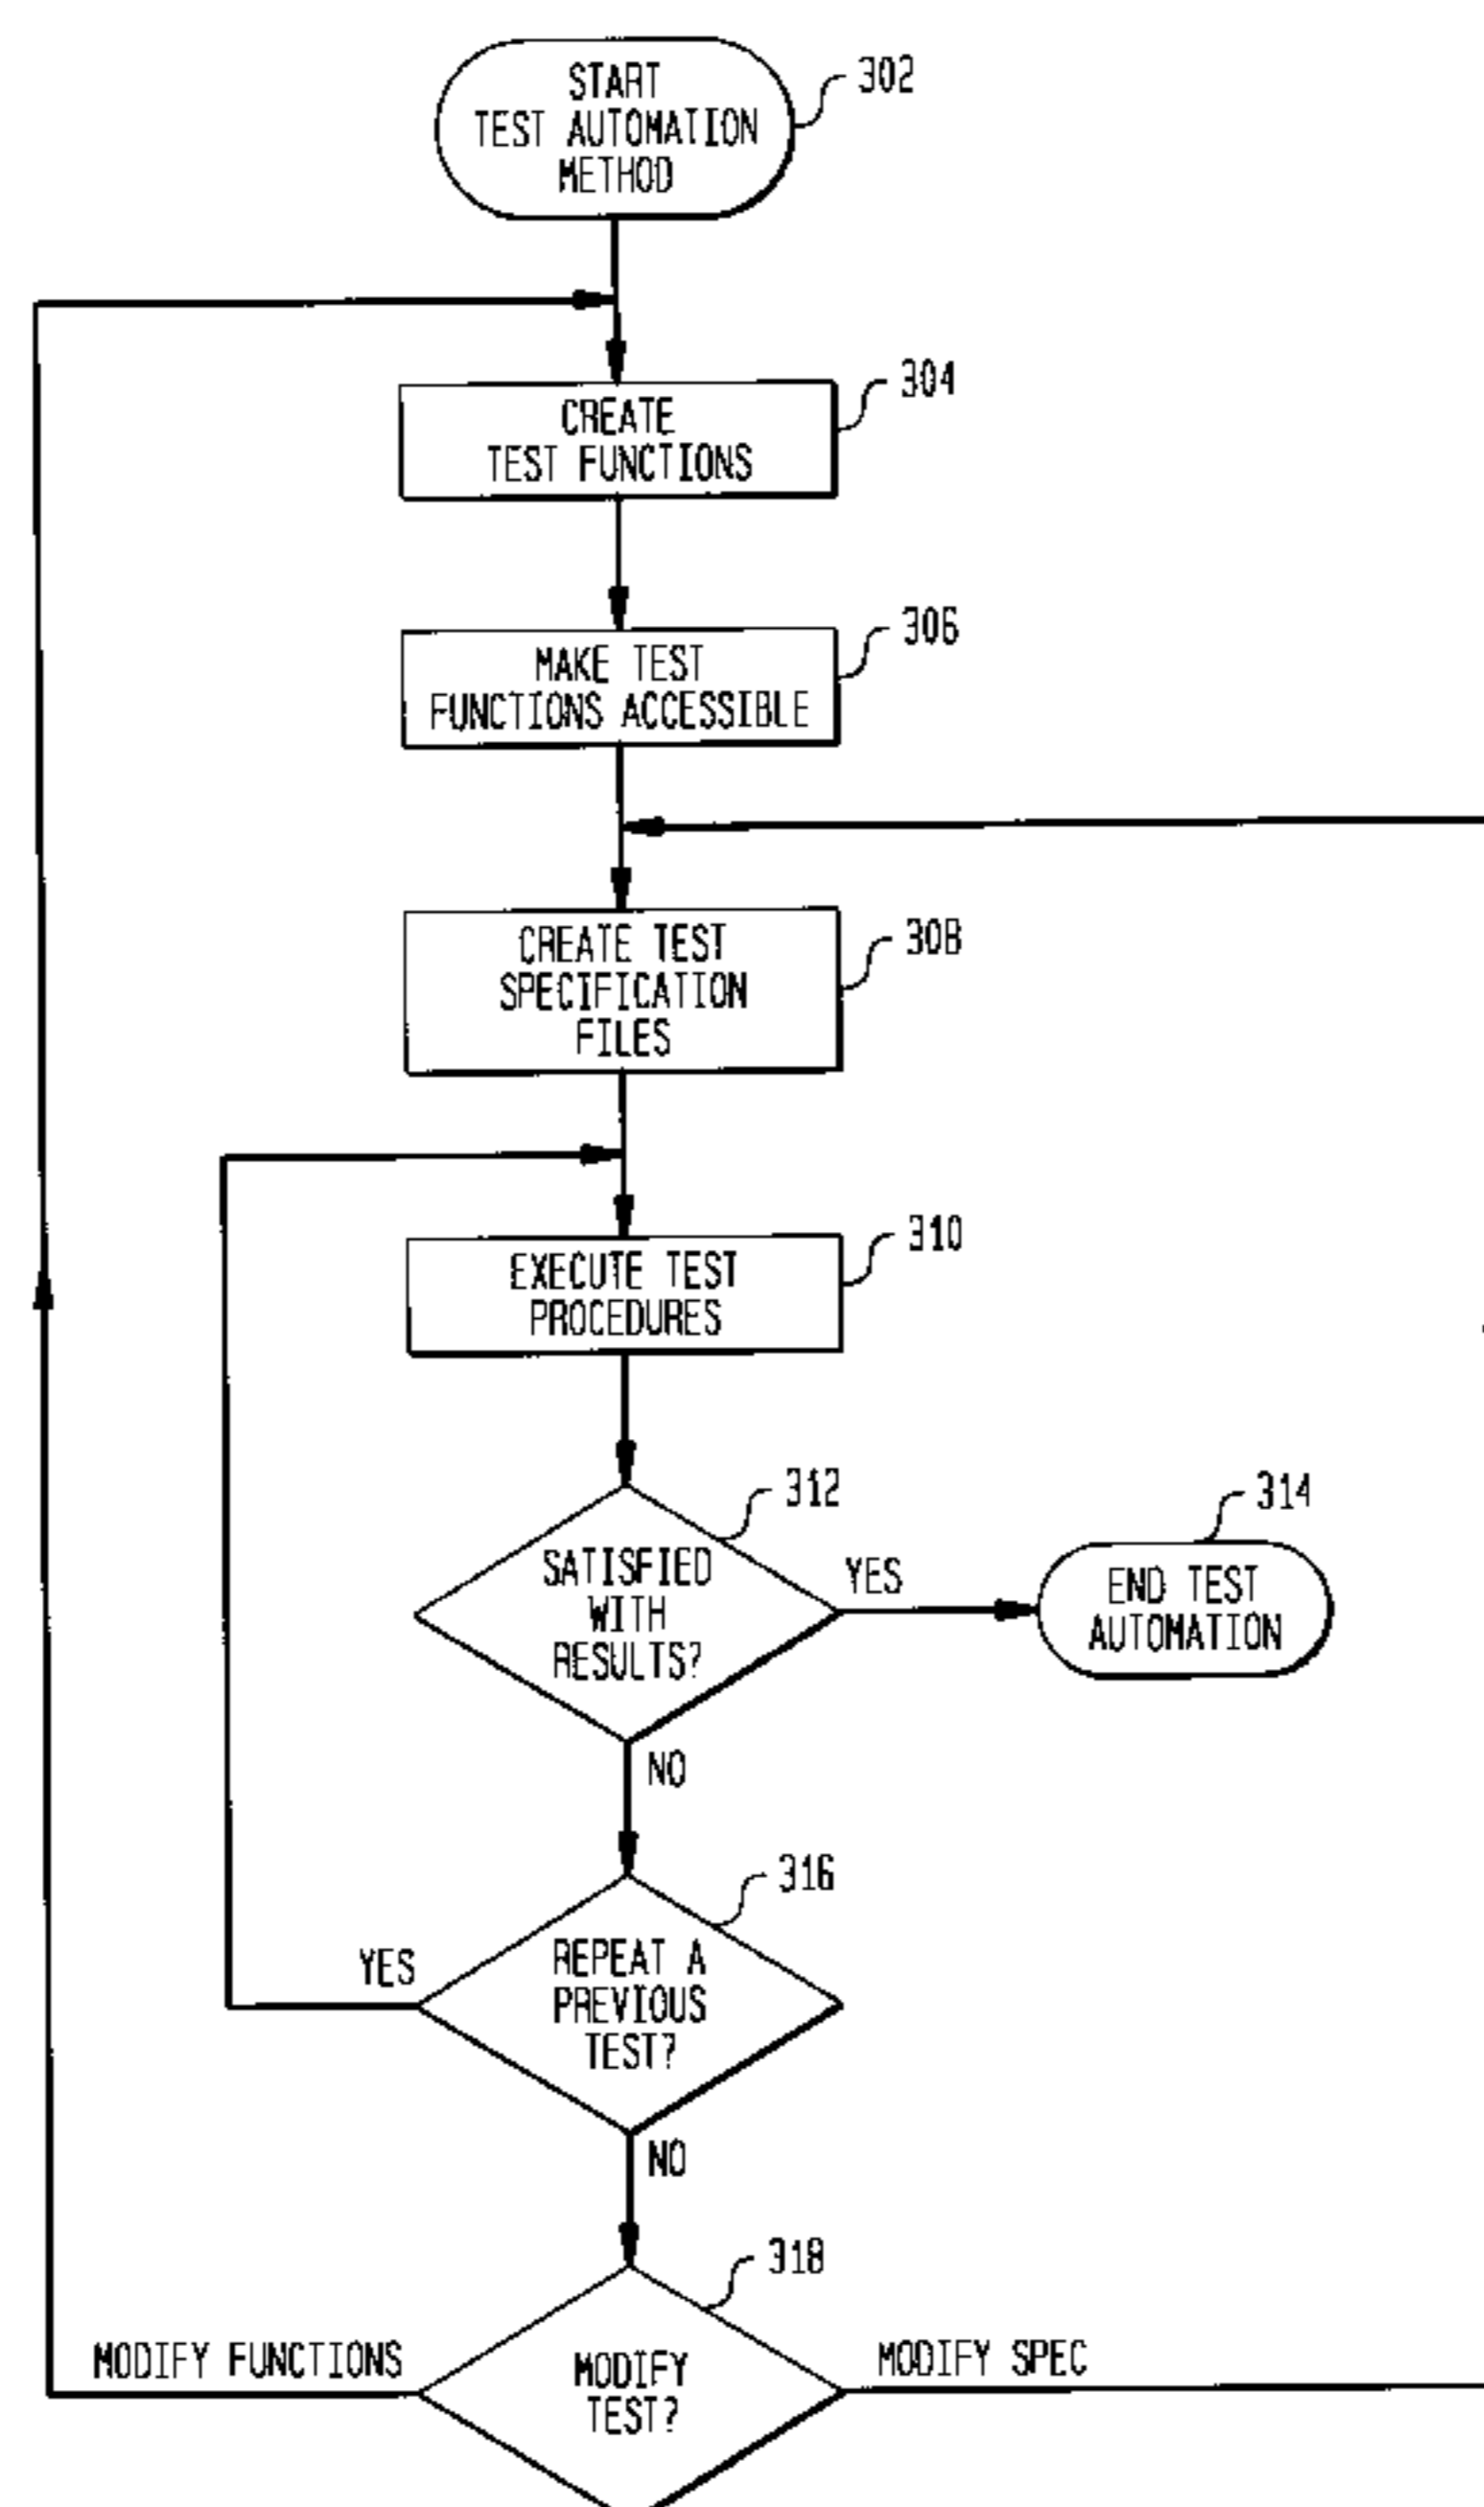 START
TEST AUTOMATION
METHOD
302
304
CREATE
TEST FUNCTIONS
306
MAKE TEST
FUNCTIONS ACCESSIBLE
308
CREATE TEST
SPECIFICATION
FILES
310
EXECUTE TEST
PROCEDURES
312
SATISFIED
WITH
RESULTS?
YES
314
END TEST
AUTOMATION
NO
316
REPEAT A
PREVIOUS
TEST?
YES
NO
318
MODIFY FUNCTIONS
MODIFY
TEST?
MODIFY SPEC